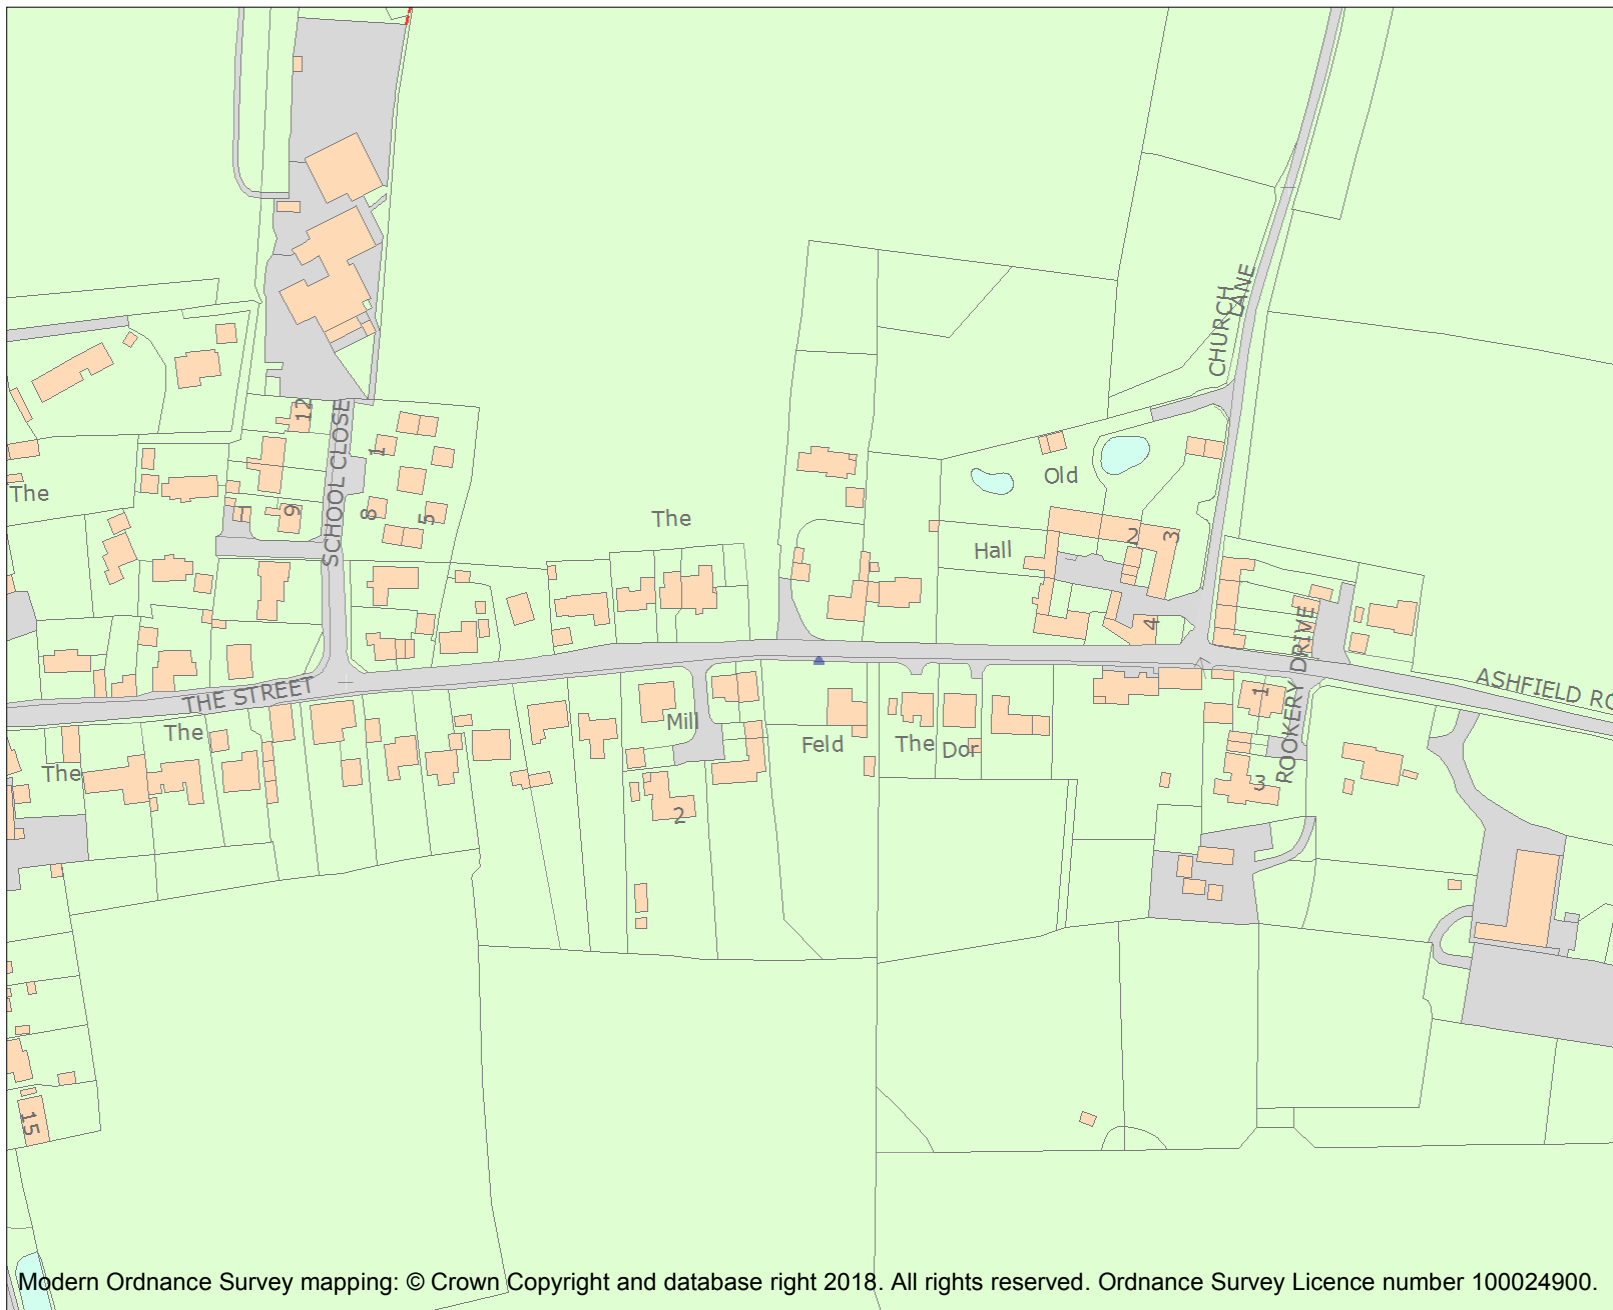 CHURCH
LANE
12
SCHOOL CLOSE
1
The
Old
8
9
5
The
2
3
Hall
4
ROOKERY DRIVE
THE STREET
1
ASHFIELD RO
The
Mill
Feld
The
Dor
The
3
2
15
Modern Ordnance Survey mapping: © Crown Copyright and database right 2018. All rights reserved. Ordnance Survey Licence number 100024900.